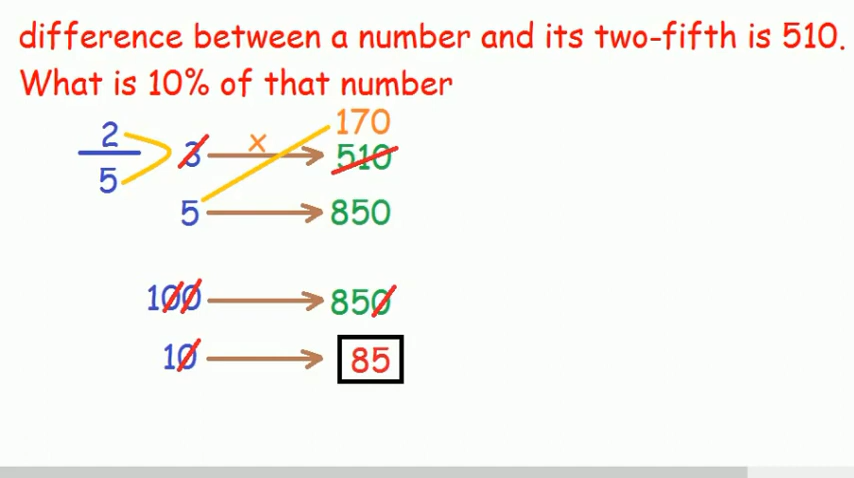 difference between a number and its two-fifth is 510.
What is 10% of that number
170
2
3 x 510
5
5 850
100 850
10 85